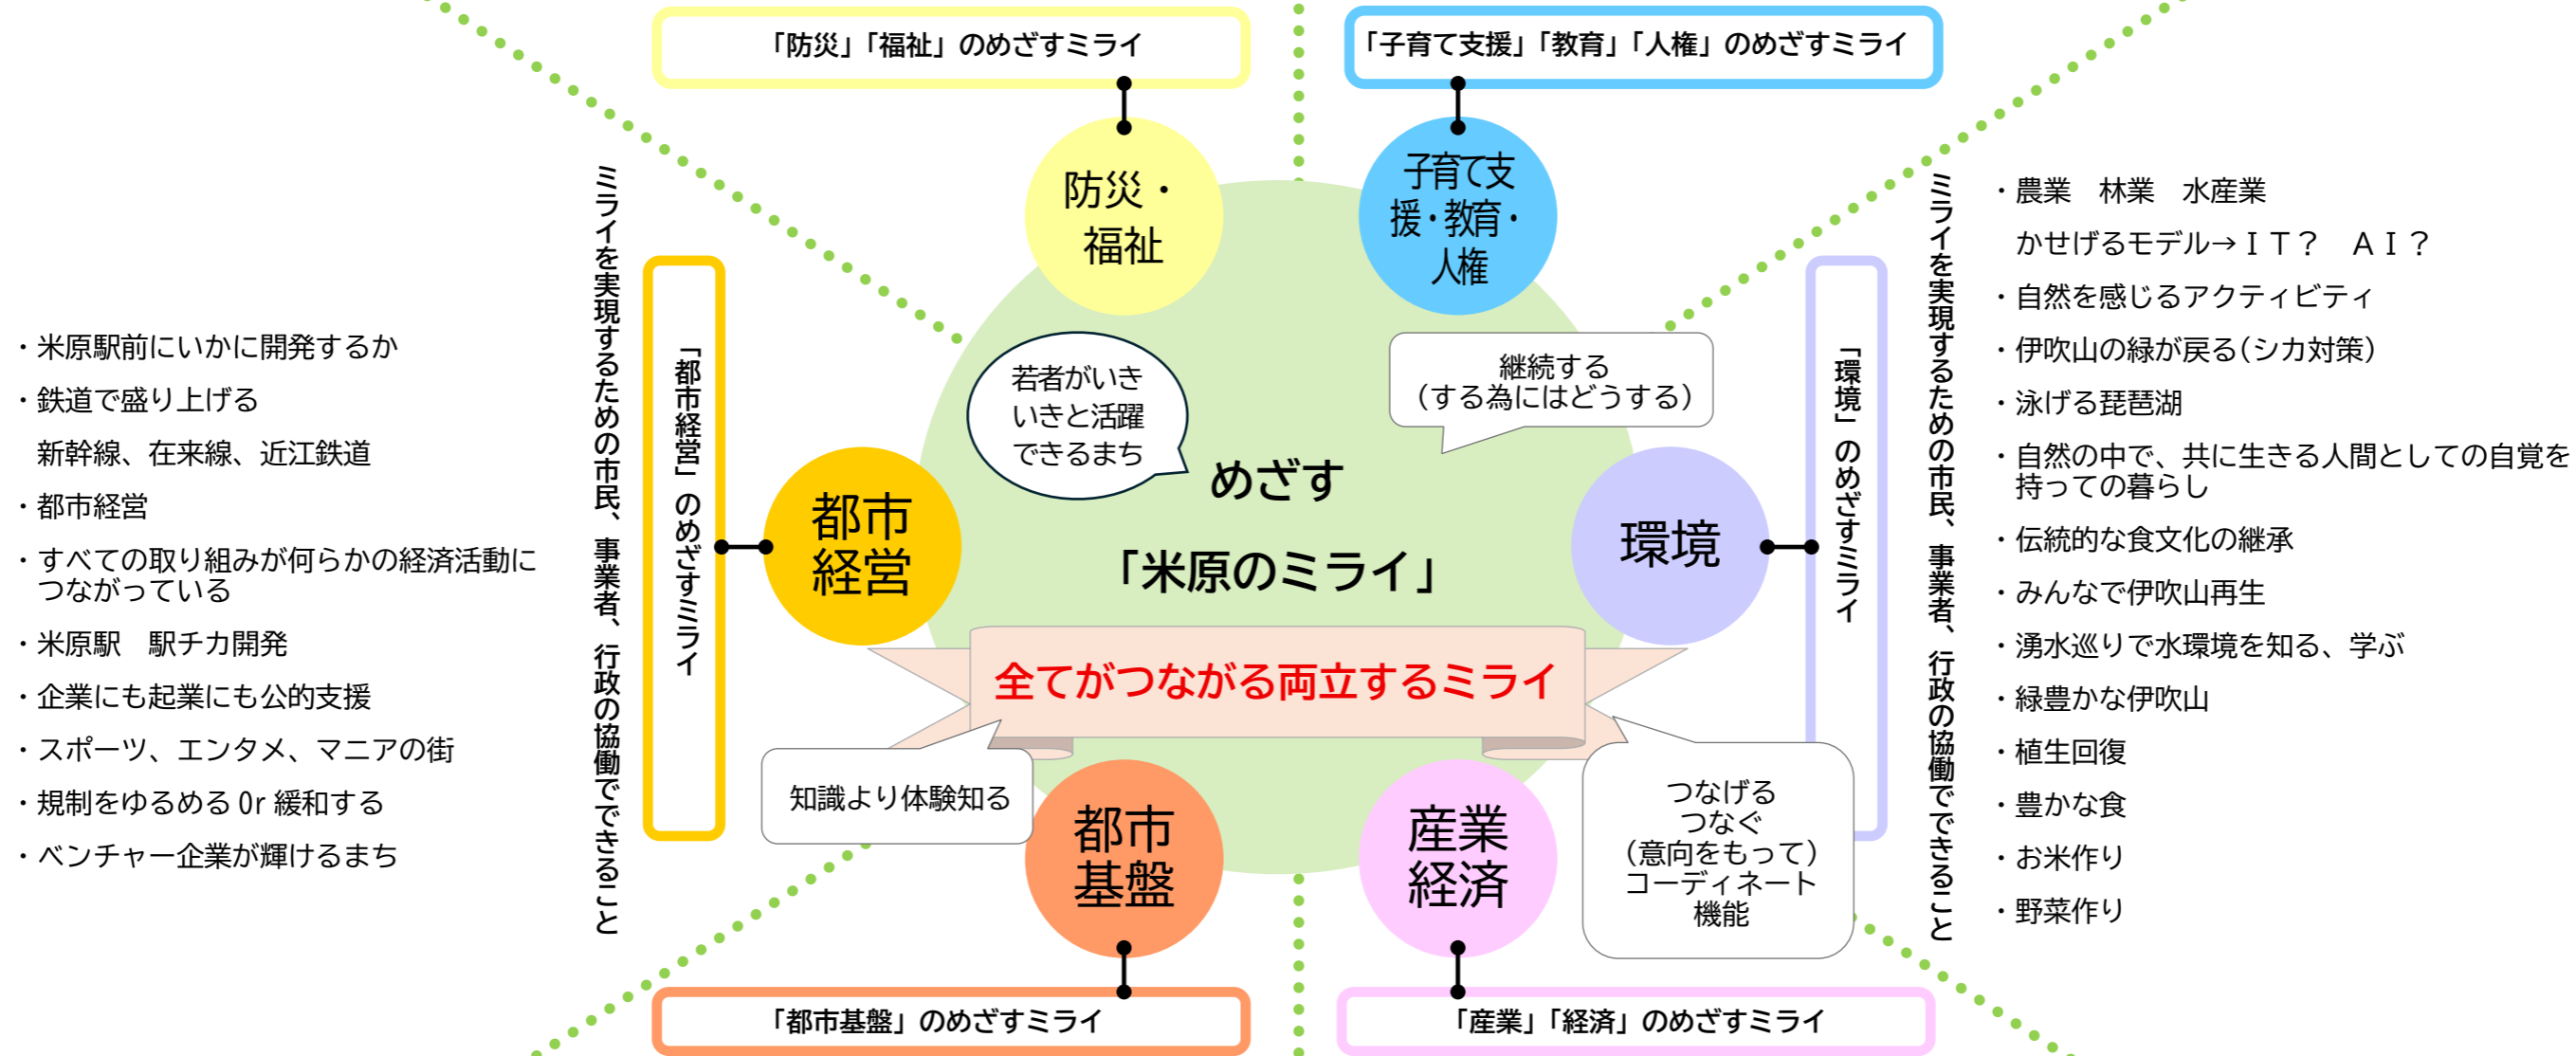 「防災」「福祉」のめざすミライ
「子育て支援」「教育」「人権」のめざすミライ
防災・
福祉
子育て支
援・教育・
人権
ミライを実現するための市民、事業者、行政の協働でできること
「都市経営」のめざすミライ
・米原駅前にいかに開発するか
・鉄道で盛り上げる
新幹線、在来線、近江鉄道
・都市経営
・すべての取り組みが何らかの経済活動に
つながっている
・米原駅　駅チカ開発
・企業にも起業にも公的支援
・スポーツ、エンタメ、マニアの街
・規制をゆるめる Or 緩和する
・ベンチャー企業が輝けるまち
都市
経営
若者がいき
いきと活躍
できるまち
継続する
（する為にはどうする）
めざす
「米原のミライ」
全てがつながる両立するミライ
環境
「環境」のめざすミライ
ミライを実現するための市民、事業者、行政の協働でできること
・農業　林業　水産業
かせげるモデル→ＩＴ？　ＡＩ？
・自然を感じるアクティビティ
・伊吹山の緑が戻る（シカ対策）
・泳げる琵琶湖
・自然の中で、共に生きる人間としての自覚を
持っての暮らし
・伝統的な食文化の継承
・みんなで伊吹山再生
・湧水巡りで水環境を知る、学ぶ
・緑豊かな伊吹山
・植生回復
・豊かな食
・お米作り
・野菜作り
知識より体験知る
都市
基盤
産業
経済
つなげる
つなぐ
（意向をもって）
コーディネート
機能
「都市基盤」のめざすミライ
「産業」「経済」のめざすミライ